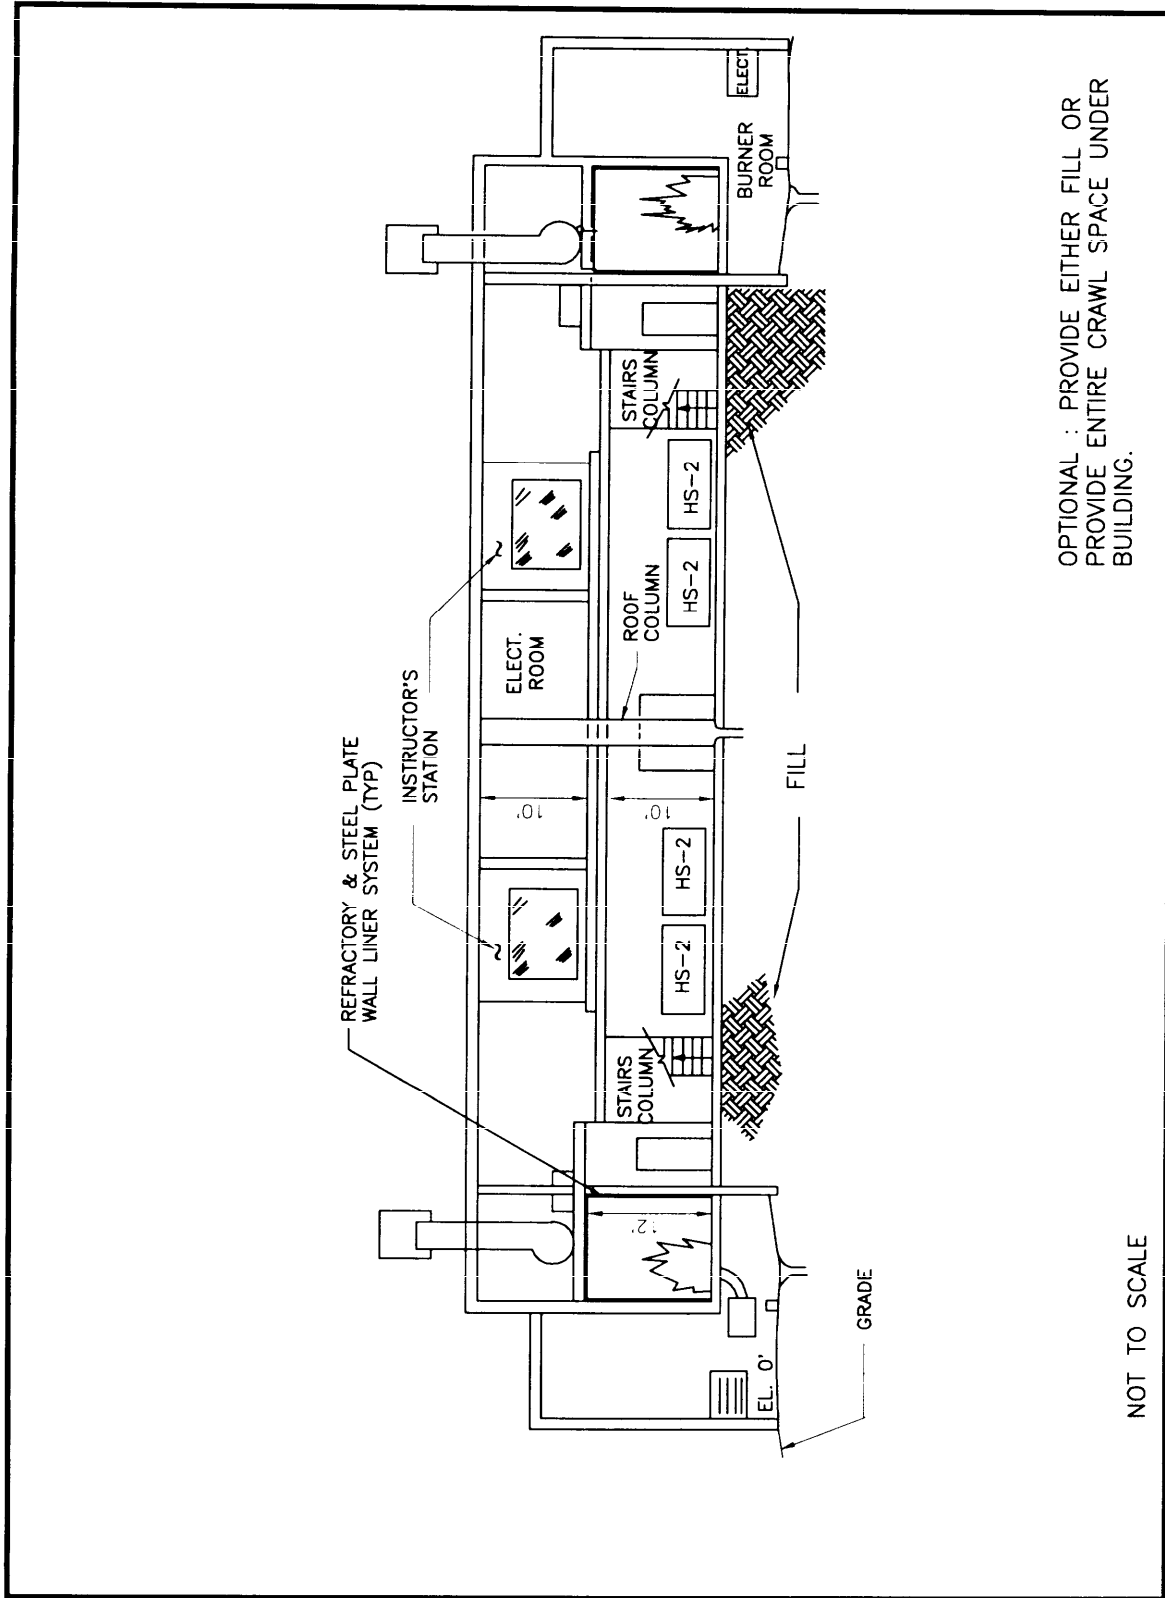 REFRACTORY & STEEL PLATE
WALL LINER SYSTEM (TYP)
INSTRUCTOR'S
STATION
ELECT.
ROOM
10'
12'
10'
STAIRS
COLUMN
HS-2
HS-2
ROOF
COLUMN
HS-2
HS-2
STAIRS
COLUMN
BURNER
ROOM
ELECT.
EL. 0'
GRADE
FILL
OPTIONAL : PROVIDE EITHER FILL OR
PROVIDE ENTIRE CRAWL SPACE UNDER
BUILDING.
NOT TO SCALE